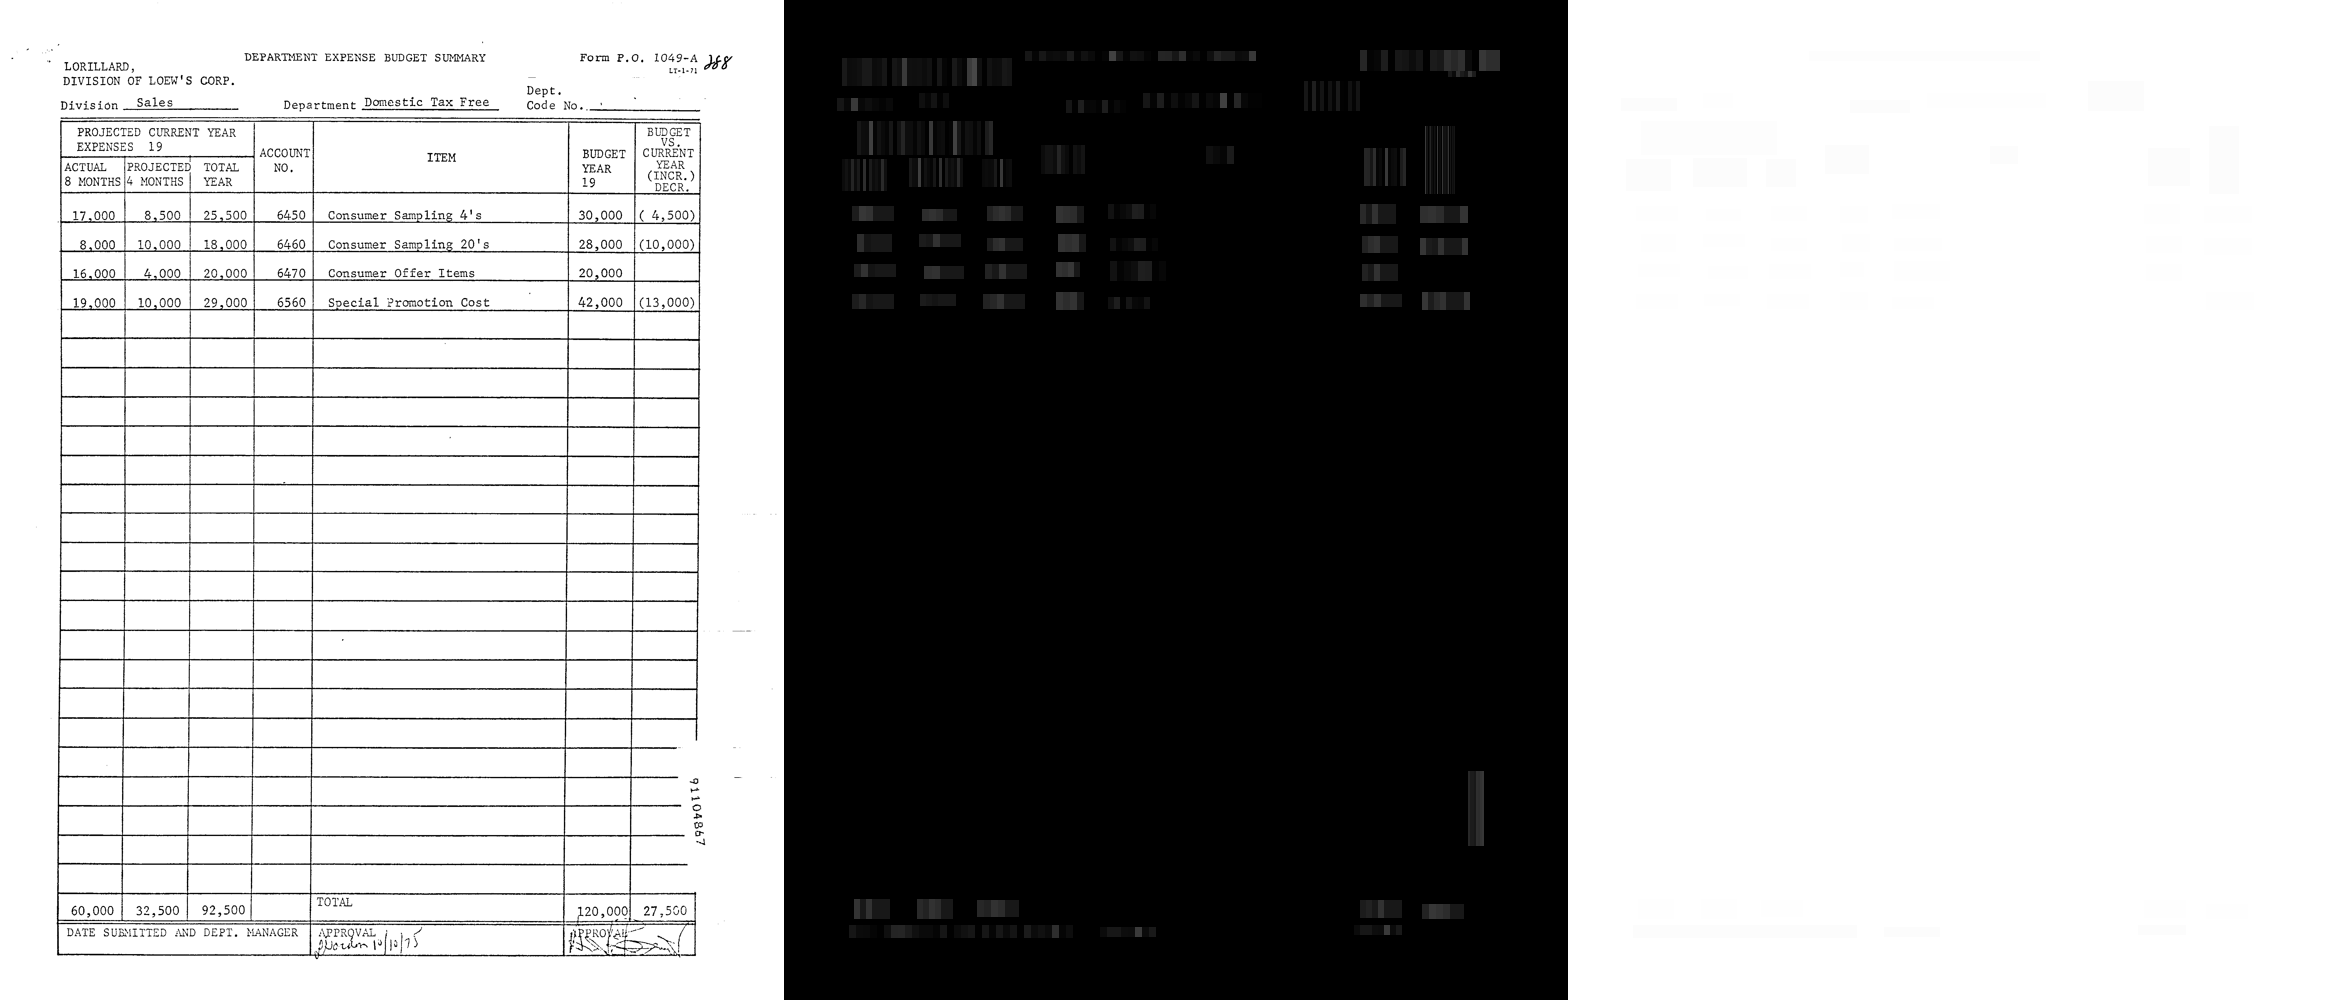 DEPARTMENT EXPENSE BUDGET SUMMARY
Form P.O. 1049-A 288
LT-1-71
LORILLARD,
DIVISION OF LOEW'S CORP.
Division Sales Department Domestic Tax Free Dept. Code No.
PROJECTED CURRENT YEAR EXPENSES 19
ACCOUNT NO.
ITEM
BUDGET YEAR 19
BUDGET VS. CURRENT YEAR (INCR.) DECR.
ACTUAL 8 MONTHS PROJECTED 4 MONTHS TOTAL YEAR
17,000 8,500 25,500 6450 Consumer Sampling 4's 30,000 ( 4,500)
8,000 10,000 18,000 6460 Consumer Sampling 20's 28,000 (10,000)
16,000 4,000 20,000 6470 Consumer Offer Items 20,000
19,000 10,000 29,000 6560 Special Promotion Cost 42,000 (13,000)
91104867
60,000 32,500 92,500 TOTAL 120,000 27,500
DATE SUBMITTED AND DEPT. MANAGER APPROVAL APPROVAL
10/10/75